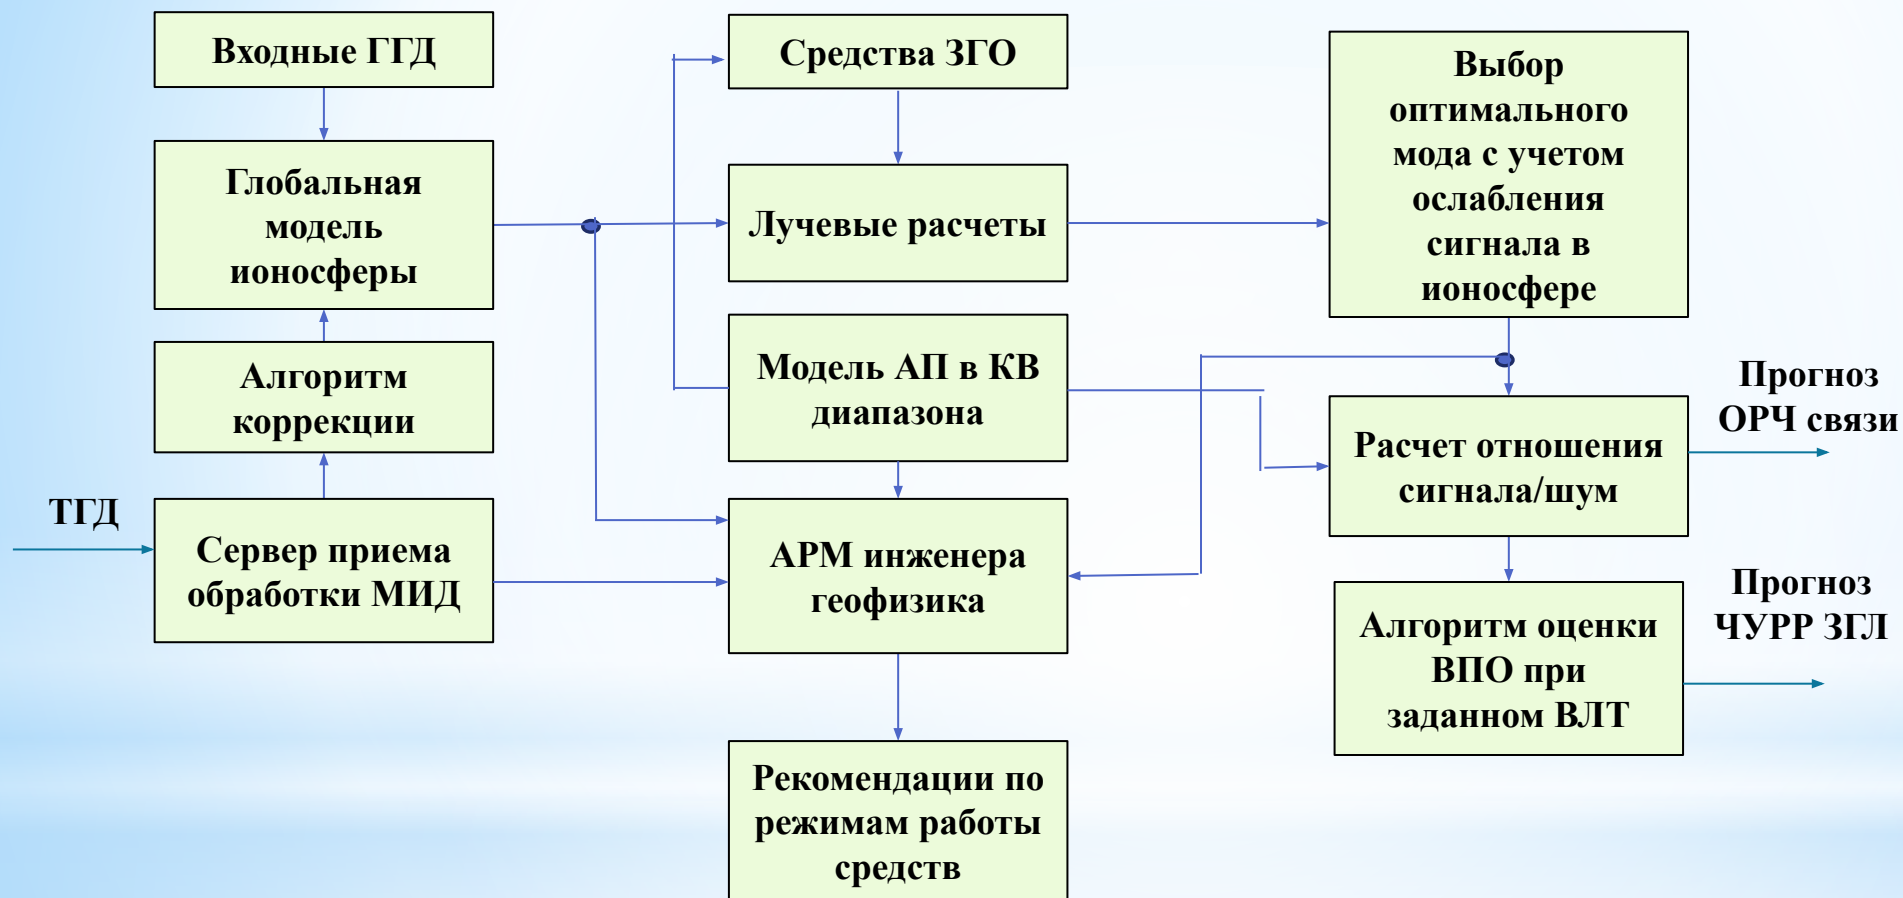 Входные ГГД
Глобальная
модель
ионосферы
Алгоритм
коррекции
ТГД
Сервер приема
обработки МИД
Средства ЗГО
Лучевые расчеты
Модель АП в КВ
диапазона
АРМ инженера
геофизика
Рекомендации по
режимам работы
средств
Выбор
оптимального
мода с учетом
ослабления
сигнала в
ионосфере
Расчет отношения
сигнала/шум
Алгоритм оценки
ВПО при
заданном ВЛТ
Прогноз
ОРЧ связи
Прогноз
ЧУРР ЗГЛ